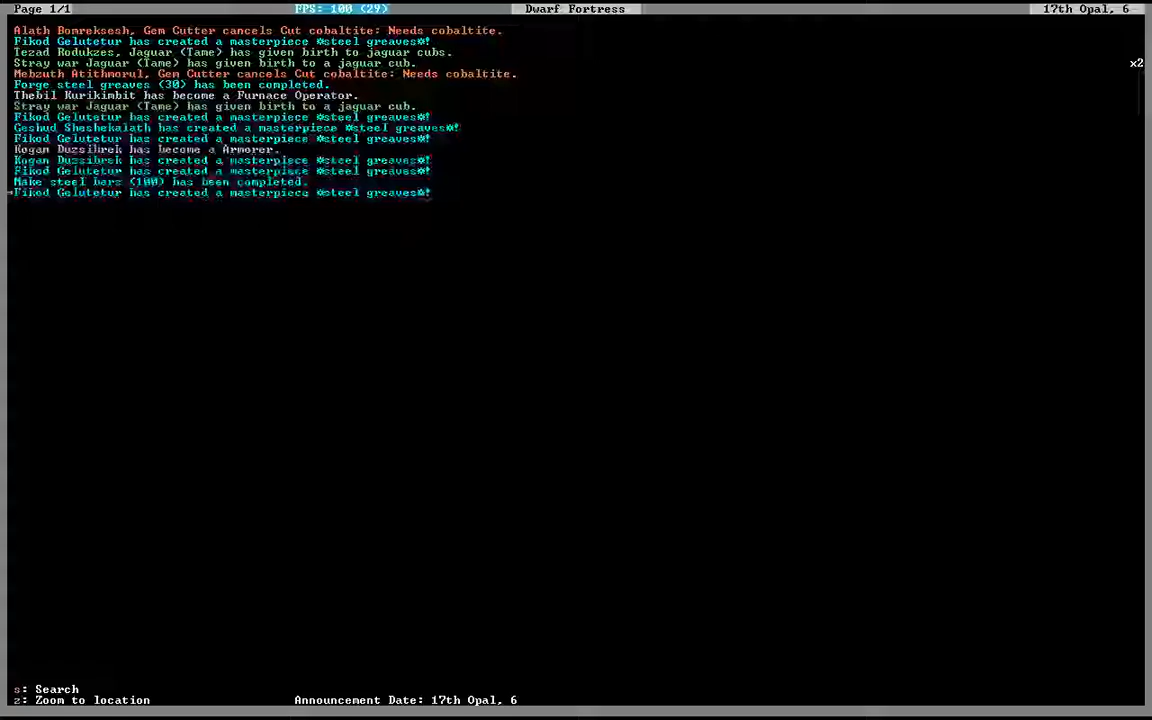 Page 1/1 FPS: 100 (29) Dwarf Fortress 17th Opal, 6
Alath Bomreksesh, Gem Cutter cancels Cut cobaltite: Needs cobaltite.
Fikod Gelutetur has created a masterpiece ☼steel greaves☼!
Tezad Rodukzes, Jaguar (Tame) has given birth to jaguar cubs.
Stray war Jaguar (Tame) has given birth to a jaguar cub. x2
Mebzuth Atithmorul, Gem Cutter cancels Cut cobaltite: Needs cobaltite.
Forge steel greaves (30) has been completed.
Thebil Kurikimbit has become a Furnace Operator.
Stray war Jaguar (Tame) has given birth to a jaguar cub.
Fikod Gelutetur has created a masterpiece ☼steel greaves☼!
Geshud Sheshekalath has created a masterpiece ☼steel greaves☼!
Fikod Gelutetur has created a masterpiece ☼steel greaves☼!
Kogan Duzsibrek has become a Armorer.
Kogan Duzsibrek has created a masterpiece ☼steel greaves☼!
Fikod Gelutetur has created a masterpiece ☼steel greaves☼!
Make steel bars (100) has been completed.
Fikod Gelutetur has created a masterpiece ☼steel greaves☼!
s: Search
z: Zoom to location Announcement Date: 17th Opal, 6